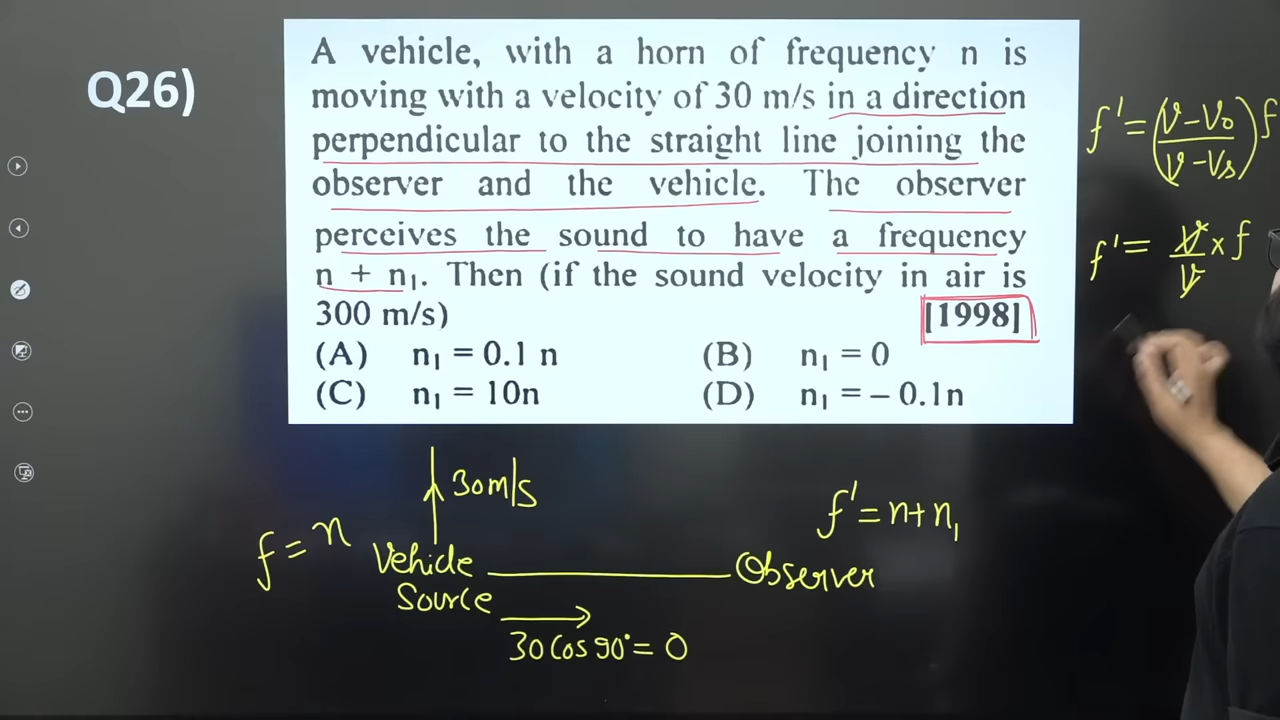 Q26)
A vehicle, with a horn of frequency n is
moving with a velocity of 30 m/s in a direction
perpendicular to the straight line joining the
observer and the vehicle. The observer
perceives the sound to have a frequency
n + n₁. Then (if the sound velocity in air is
300 m/s) [1998]
(A) n₁ = 0.1 n (B) n₁ = 0
(C) n₁ = 10n (D) n₁ = – 0.1n
f' = (V – V₀ / V – Vₛ) f
f' = V/V × f
30m/s
f = n
f' = n + n₁
Vehicle
Observer
Source
30 Cos 90° = 0